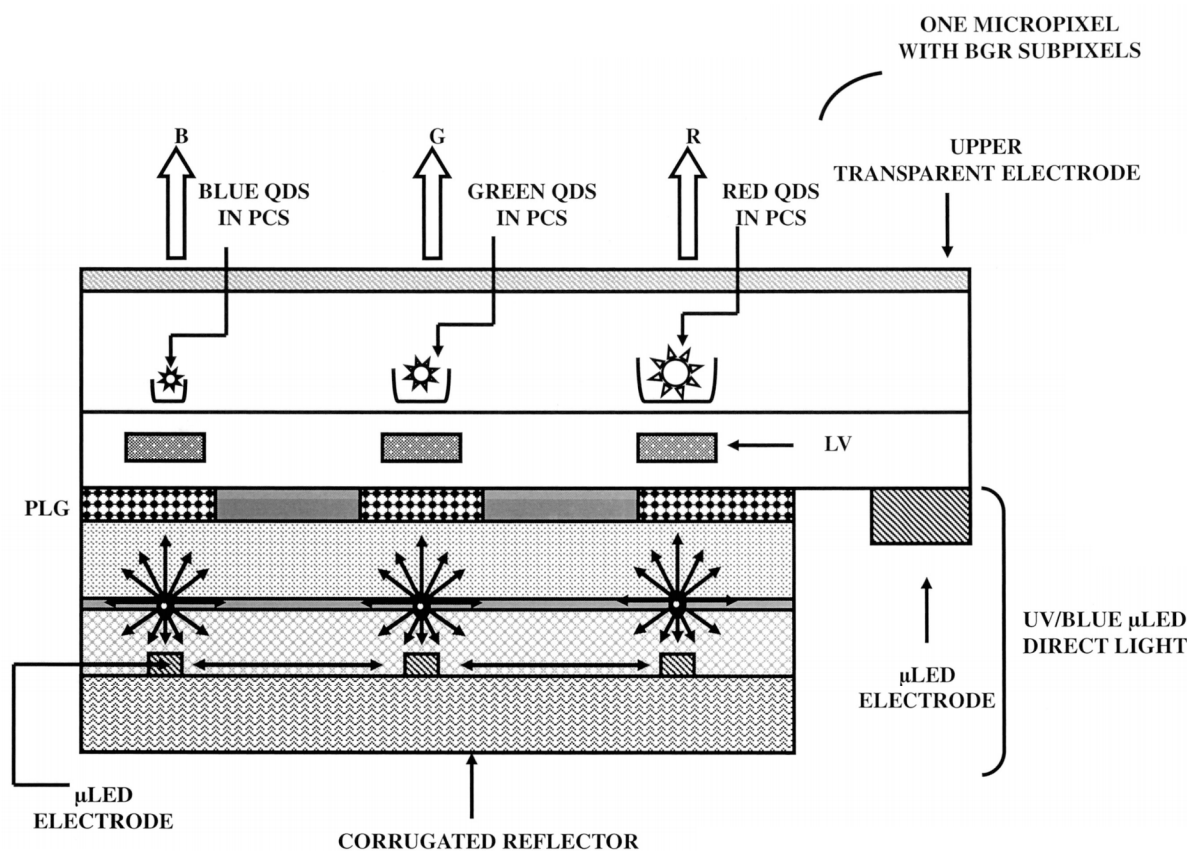 ONE MICROPIXEL
WITH BGR SUBPIXELS
UPPER
TRANSPARENT ELECTRODE
B
G
R
BLUE QDS
IN PCS
GREEN QDS
IN PCS
RED QDS
IN PCS
LV
PLG
UV/BLUE μLED
DIRECT LIGHT
μLED
ELECTRODE
μLED
ELECTRODE
CORRUGATED REFLECTOR